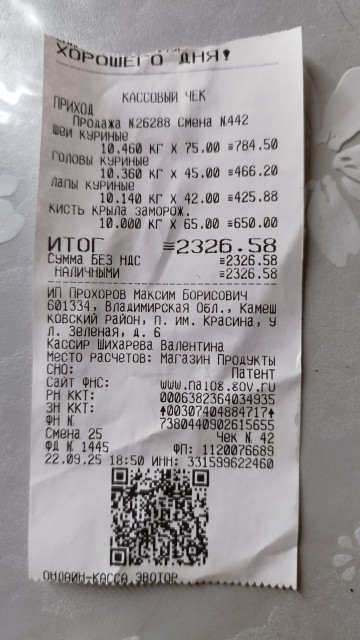 ХОРОШЕГО ДНЯ!
КАССОВЫЙ ЧЕК
ПРИХОД
Продажа N26288 Смена N442
ШЕИ КУРИНЫЕ
10.460 КГ X 75.00 ≡784.50
ГОЛОВЫ КУРИНЫЕ
10.360 КГ X 45.00 ≡466.20
ЛАПЫ КУРИНЫЕ
10.140 КГ X 42.00 ≡425.88
КИСТЬ КРЫЛА ЗАМОРОЖ.
10.000 КГ X 65.00 ≡650.00
ИТОГ ≡2326.58
СУММА БЕЗ НДС ≡2326.58
НАЛИЧНЫМИ ≡2326.58
ИП ПРОХОРОВ МАКСИМ БОРИСОВИЧ
601334, ВЛАДИМИРСКАЯ ОБЛ., КАМЕШ
КОВСКИЙ РАЙОН, П. ИМ. КРАСИНА, У
Л. ЗЕЛЕНАЯ, Д. 6
КАССИР ШИХАРЕВА ВАЛЕНТИНА
МЕСТО РАСЧЕТОВ: МАГАЗИН ПРОДУКТЫ
СНО: Патент
САЙТ ФНС: www.nalog.gov.ru
РН ККТ: 0006382364034935
ЗН ККТ: 00307404884717
ФН N 7380440902615655
Смена 25 Чек N 42
ФД N 1445 ФП: 1120076688
22.09.25 18:50 ИНН: 331599622460
ОНЛАЙН-КАССА ЭВОТОР